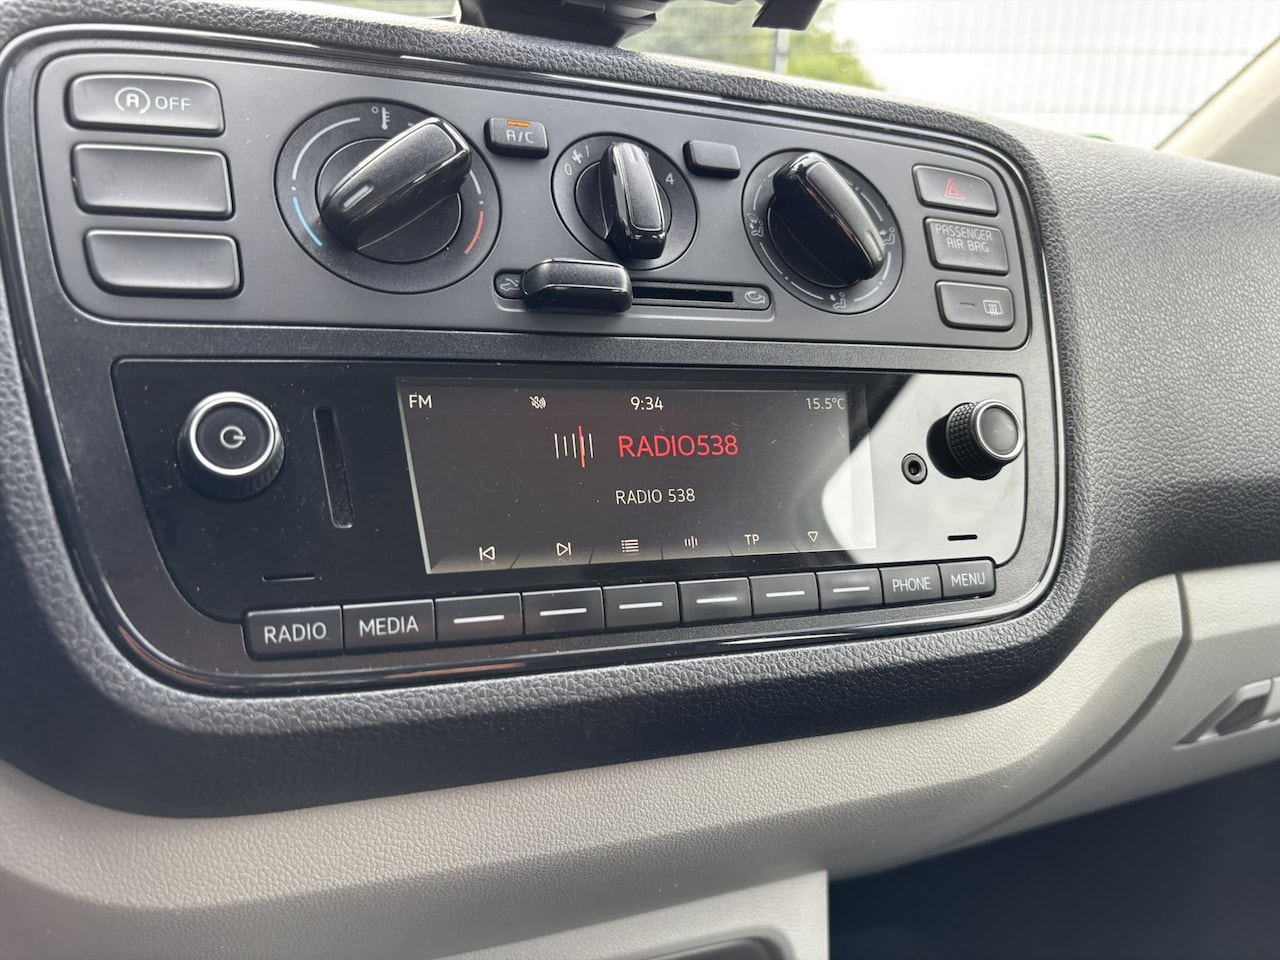 A OFF
A/C
0 4
PASSENGER
AIR BAG
FM 9:34 15.5°C
RADIO538
RADIO 538
TP
RADIO MEDIA PHONE MENU